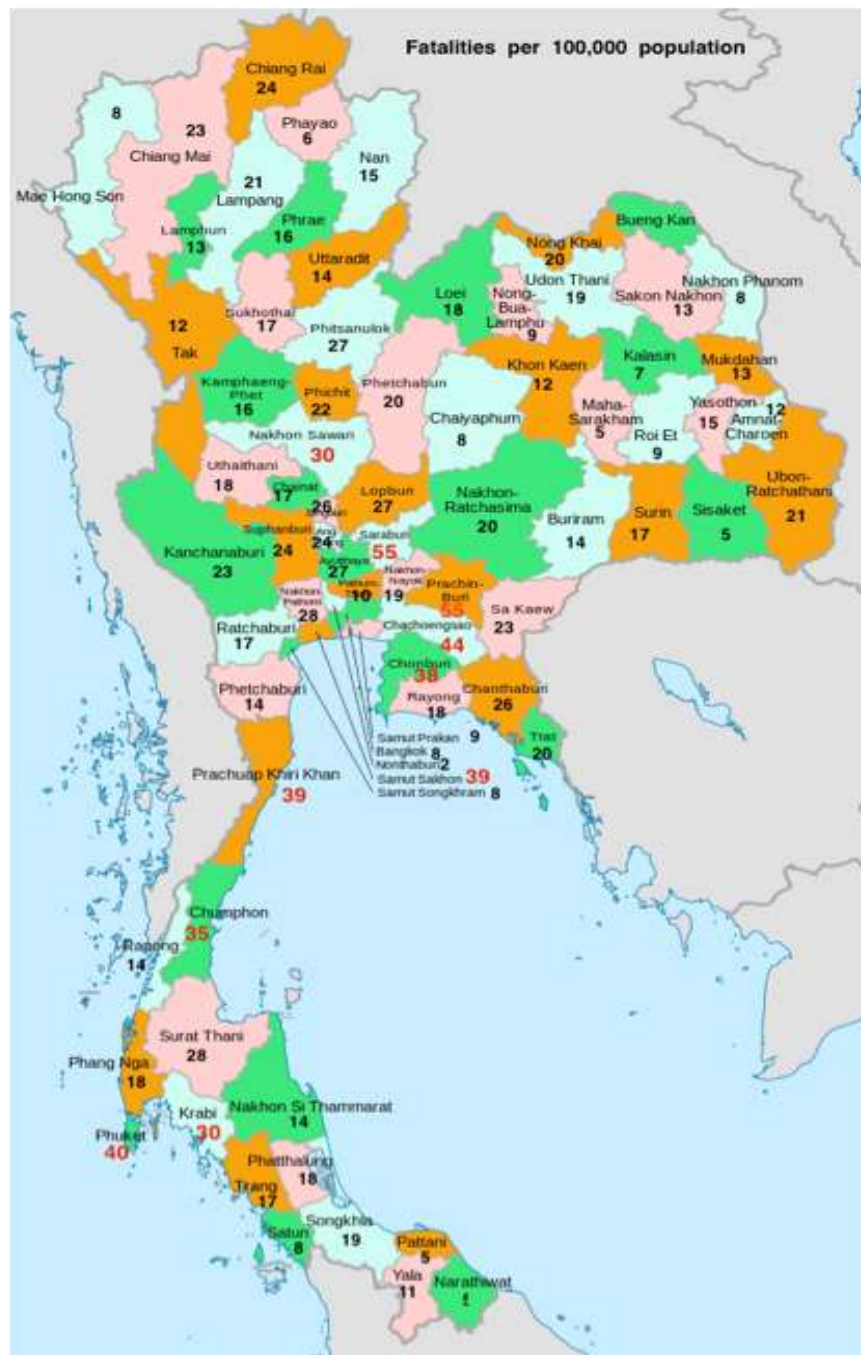 Fatalities per 100,000 population
Chiang Rai
24
8
23
Phayao
6
Chiang Mai
Nan
15
21
Lampang
Mae Hong Son
Lamphun
13
Phrae
16
Bueng Kan
Nong Khai
20
Uttaradit
14
Udon Thani
19
Nakhon Phanom
8
Loei
18
Nong-
Bua-
Lamphu
9
Sakon Nakhon
13
12
Tak
Sukhothai
17
Phitsanulok
27
Khon Kaen
12
Kalasin
7
Mukdahan
13
Kamphaeng-
Phet
16
Phichit
22
Phetchabun
20
Chaiyaphum
8
Maha-
Sarakham
5
Roi Et
9
Yasothon
15
12
Amnat-
Charoen
Nakhon Sawan
30
Uthaithani
18
Chainat
17
26
Lopburi
27
Nakhon-
Ratchasima
20
Ubon-
Ratchathani
21
Surin
17
Sisaket
5
Buriram
14
Suphanburi
24
Ang
24
Saraburi
55
Kanchanaburi
23
Ayutthaya
27
Nakhon-
Nayok
19
Prachin-
Buri
55
10
Nakhon-
Pathom
28
Sa Kaew
23
Ratchaburi
17
Chachoengsao
44
Chonburi
38
Phetchaburi
14
Rayong
18
Chanthaburi
26
Trat
20
Samut Prakan 9
Bangkok 8
Nonthaburi 2
Samut Sakhon 39
Samut Songkhram 8
Prachuap Khiri Khan
39
Chumphon
35
Ranong
14
Surat Thani
28
Phang Nga
18
Krabi
30
Nakhon Si Thammarat
14
Phuket
40
Phatthalung
18
Trang
17
Songkhla
19
Satun
8
Pattani
5
Yala
11
Narathiwat